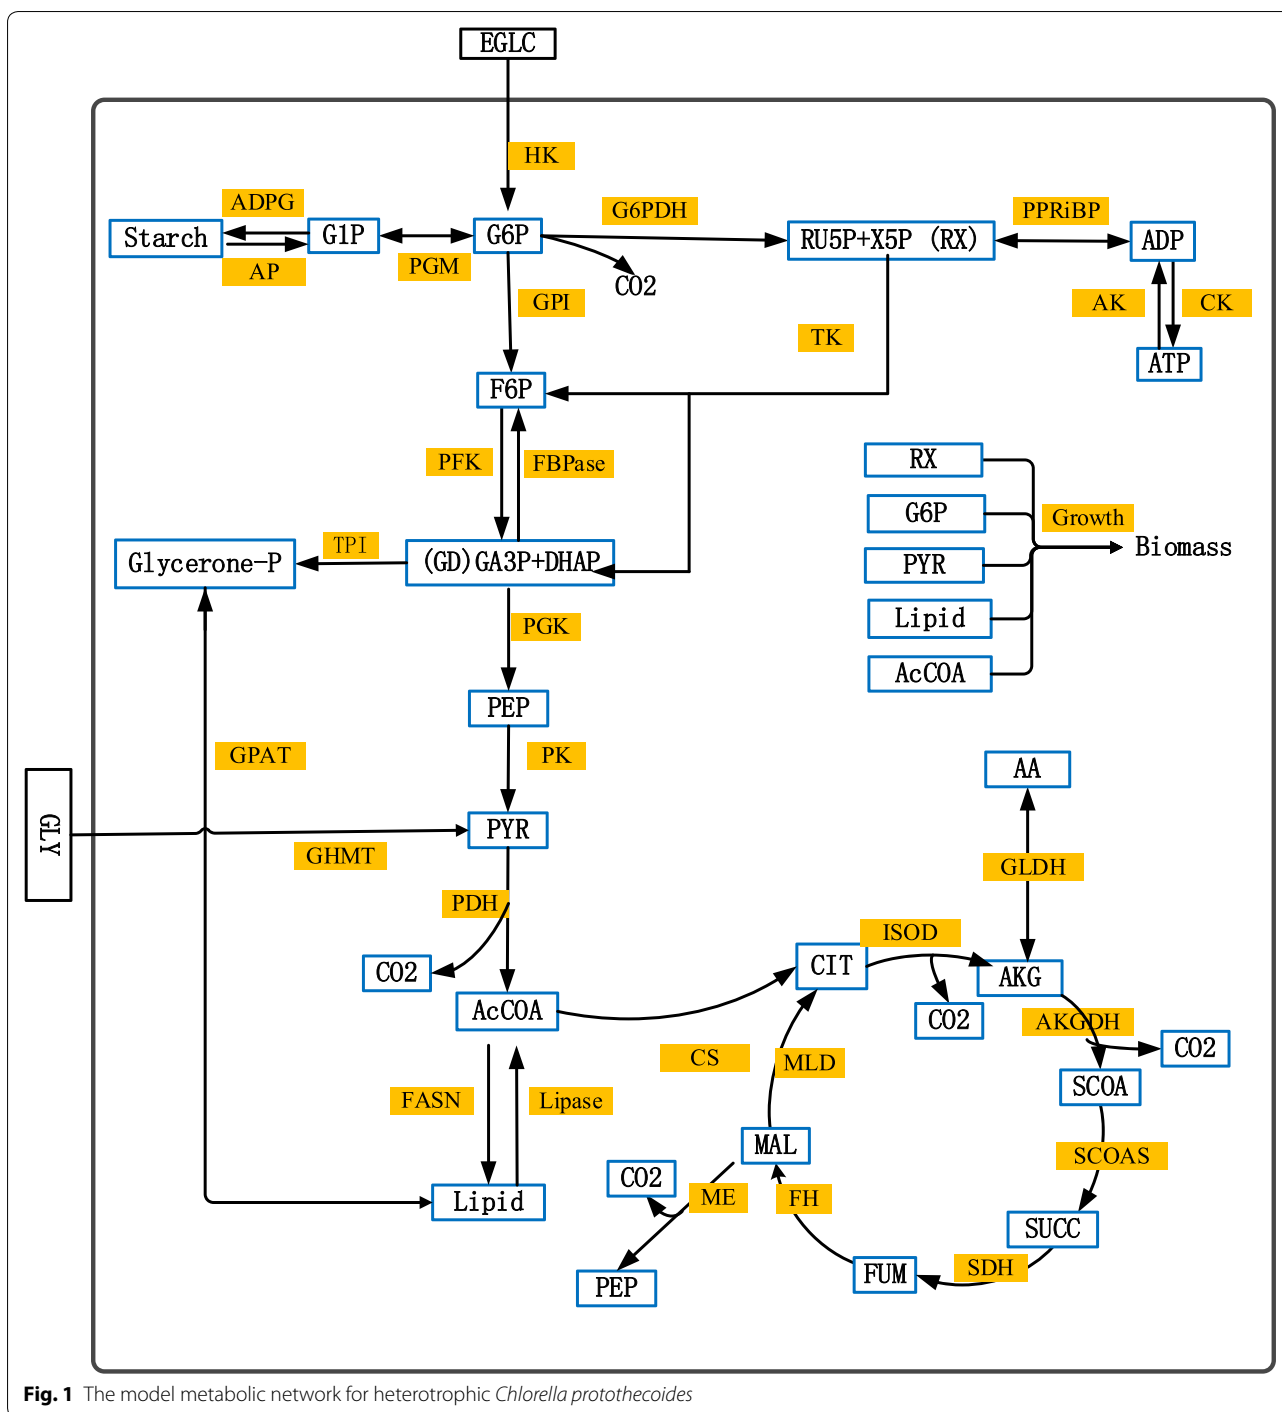 EGLC
HK
ADPG
G6PDH
PPRiBP
Starch
G1P
G6P
RU5P+X5P (RX)
ADP
AP
PGM
CO2
GPI
AK
CK
TK
ATP
F6P
PFK
FBPase
RX
G6P
Growth
Biomass
TPI
Glycerone-P
(GD)GA3P+DHAP
PYR
PGK
Lipid
AcCOA
PEP
GPAT
PK
AA
GLY
PYR
GHMT
GLDH
PDH
ISOD
CO2
CIT
AKG
AcCOA
CO2
AKGDH
CO2
CS
MLD
SCOA
FASN
Lipase
MAL
SCOAS
CO2
ME
FH
Lipid
SUCC
SDH
FUM
PEP
Fig. 1 The model metabolic network for heterotrophic Chlorella protothecoides